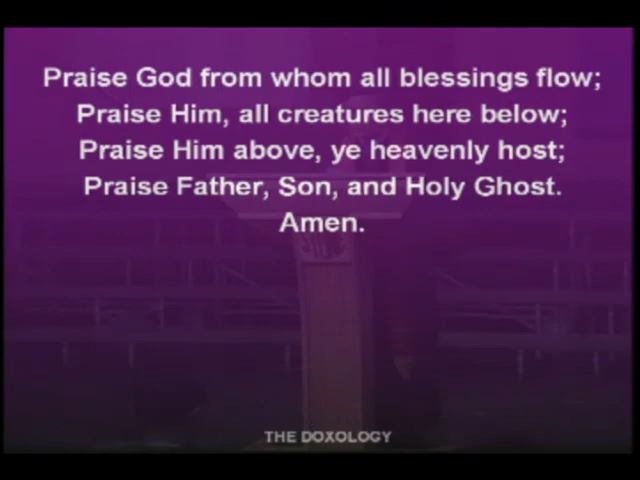 Praise God from whom all blessings flow;
Praise Him, all creatures here below;
Praise Him above, ye heavenly host;
Praise Father, Son, and Holy Ghost.
Amen.
THE DOXOLOGY